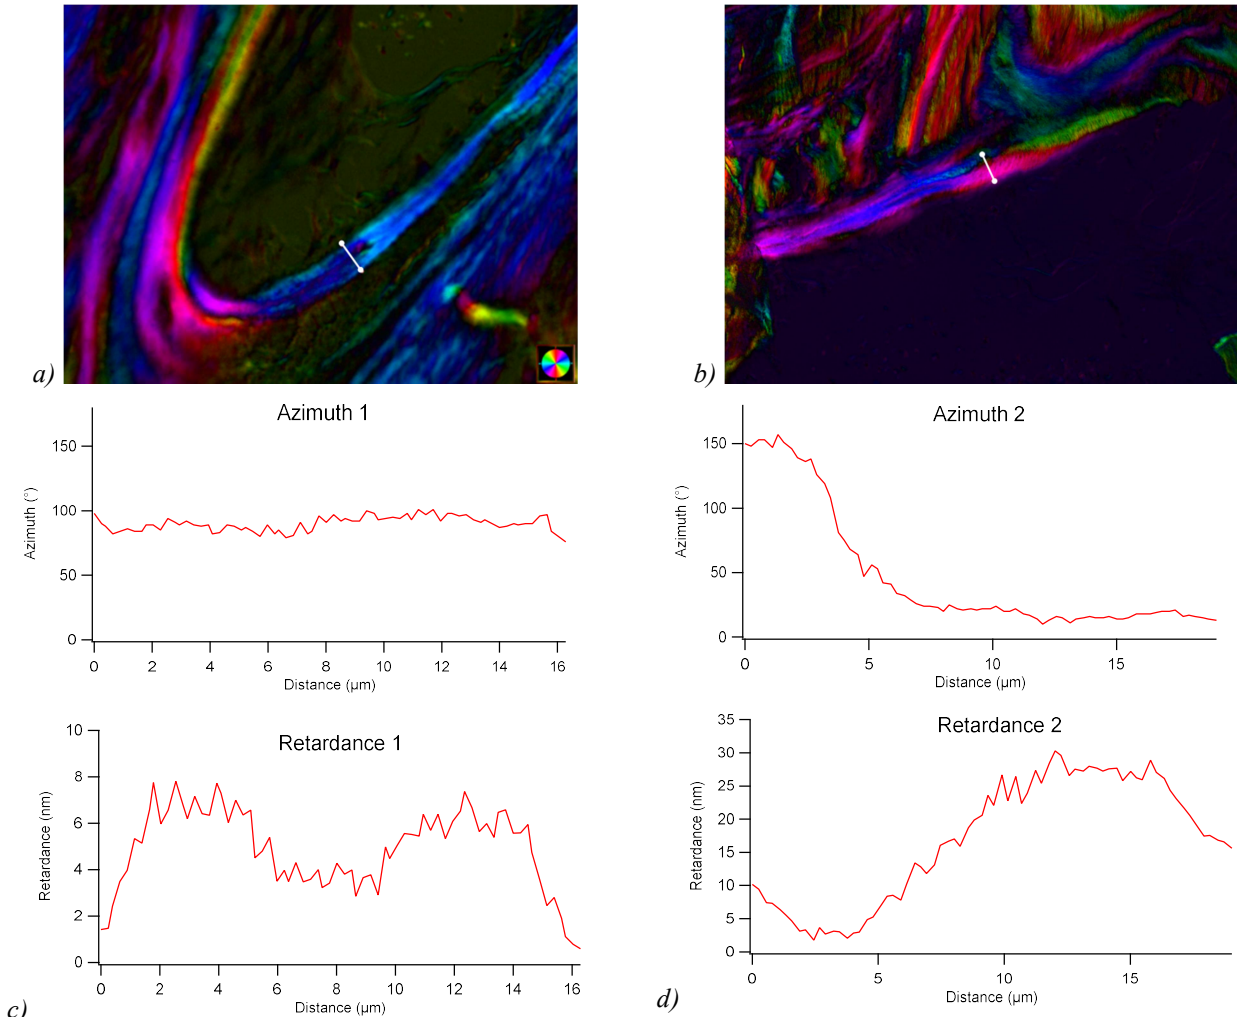 a)
b)
Azimuth 1
Azimuth (°)
150
100
50
0
0 2 4 6 8 10 12 14 16
Distance (µm)
Azimuth 2
Azimuth (°)
150
100
50
0
0 5 10 15
Distance (µm)
Retardance 1
Retardance (nm)
10
8
6
4
2
0
0 2 4 6 8 10 12 14 16
Distance (µm)
c)
Retardance 2
Retardance (nm)
35
30
25
20
15
10
5
0
0 5 10 15
Distance (µm)
d)